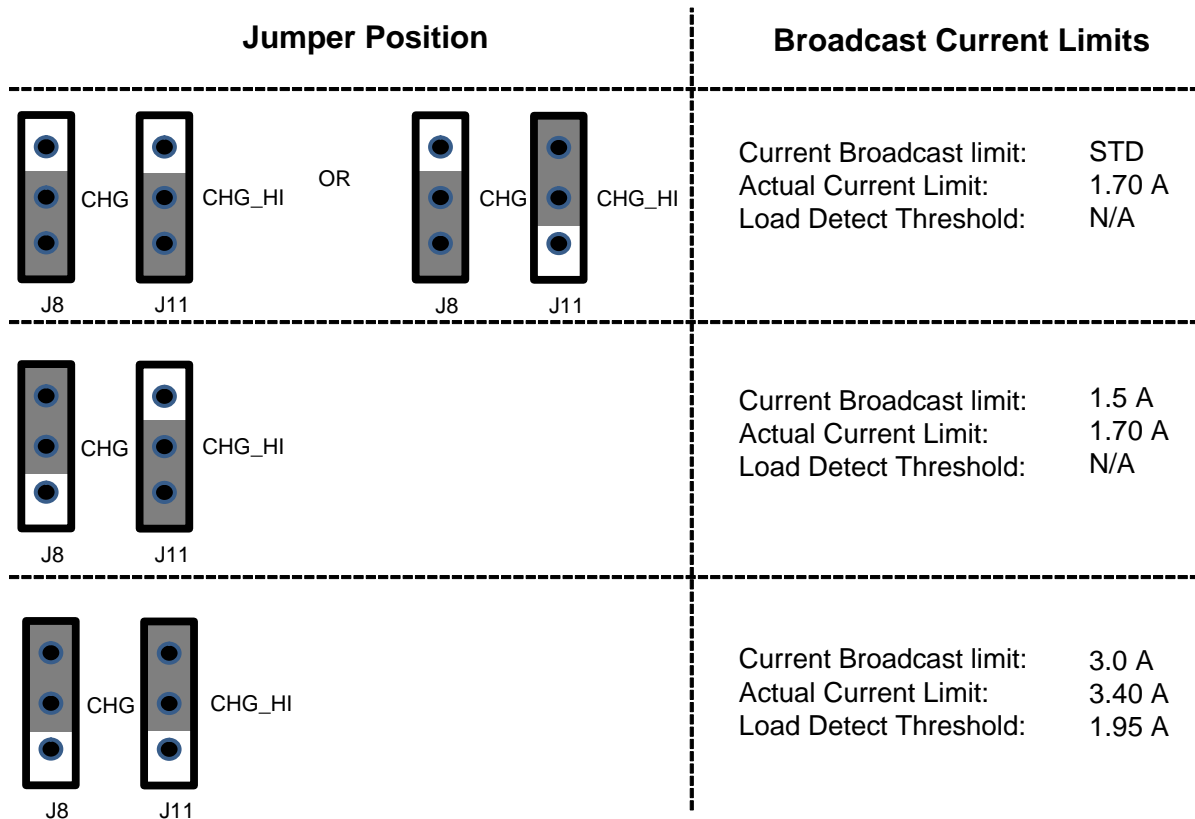 Jumper Position
Broadcast Current Limits
CHG
CHG_HI
OR
CHG
CHG_HI
J8
J11
J8
J11
Current Broadcast limit: STD
Actual Current Limit: 1.70 A
Load Detect Threshold: N/A
CHG
CHG_HI
J8
J11
Current Broadcast limit: 1.5 A
Actual Current Limit: 1.70 A
Load Detect Threshold: N/A
CHG
CHG_HI
J8
J11
Current Broadcast limit: 3.0 A
Actual Current Limit: 3.40 A
Load Detect Threshold: 1.95 A